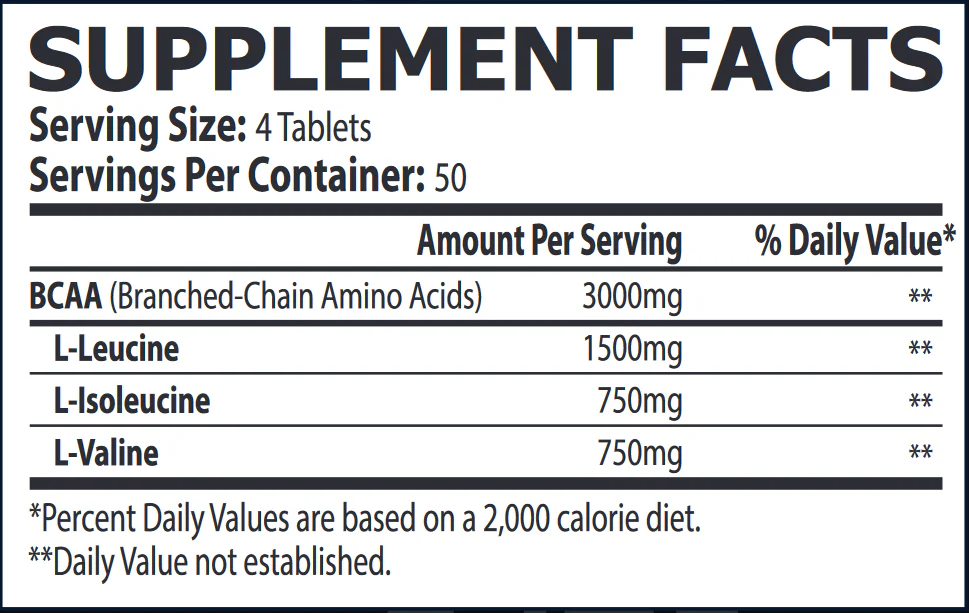 SUPPLEMENT FACTS
Serving Size: 4 Tablets
Servings Per Container: 50
Amount Per Serving % Daily Value*
BCAA (Branched-Chain Amino Acids) 3000mg **
L-Leucine 1500mg **
L-Isoleucine 750mg **
L-Valine 750mg **
*Percent Daily Values are based on a 2,000 calorie diet.
**Daily Value not established.